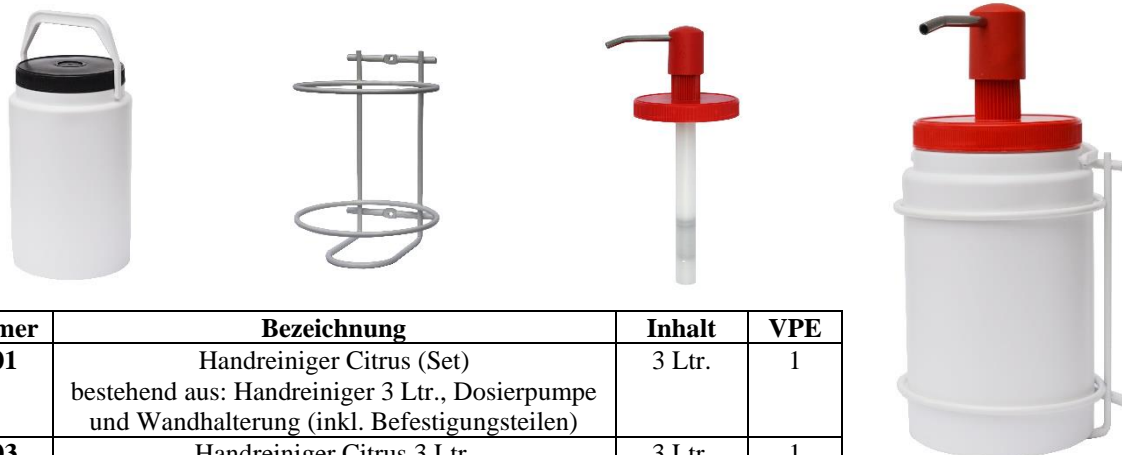 mer Bezeichnung Inhalt VPE
01 Handreiniger Citrus (Set) 3 Ltr. 1
bestehend aus: Handreiniger 3 Ltr., Dosierpumpe
und Wandhalterung (inkl. Befestigungsteilen)
03 Handreiniger Citrus 3 Ltr. 3 Ltr. 1